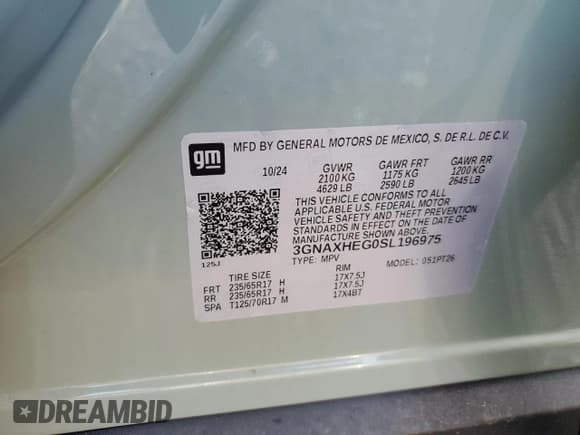 gm
MFD BY GENERAL MOTORS DE MEXICO, S. DE R.L. DE C.V.
10/24 GVWR GAWR FRT GAWR RR
2100 KG 1175 KG 1200 KG
4629 LB 2590 LB 2645 LB
THIS VEHICLE CONFORMS TO ALL
APPLICABLE U.S. FEDERAL MOTOR
VEHICLE SAFETY AND THEFT PREVENTION
STANDARDS IN EFFECT ON THE DATE OF
MANUFACTURE SHOWN ABOVE.
3GNAXHEG0SL196975
125J
TYPE: MPV MODEL: 051PT26
TIRE SIZE RIM
FRT 235/65R17 H 17X7.5J
RR 235/65R17 H 17X7.5J
SPA T125/70R17 M 17X4BT
DREAMBID